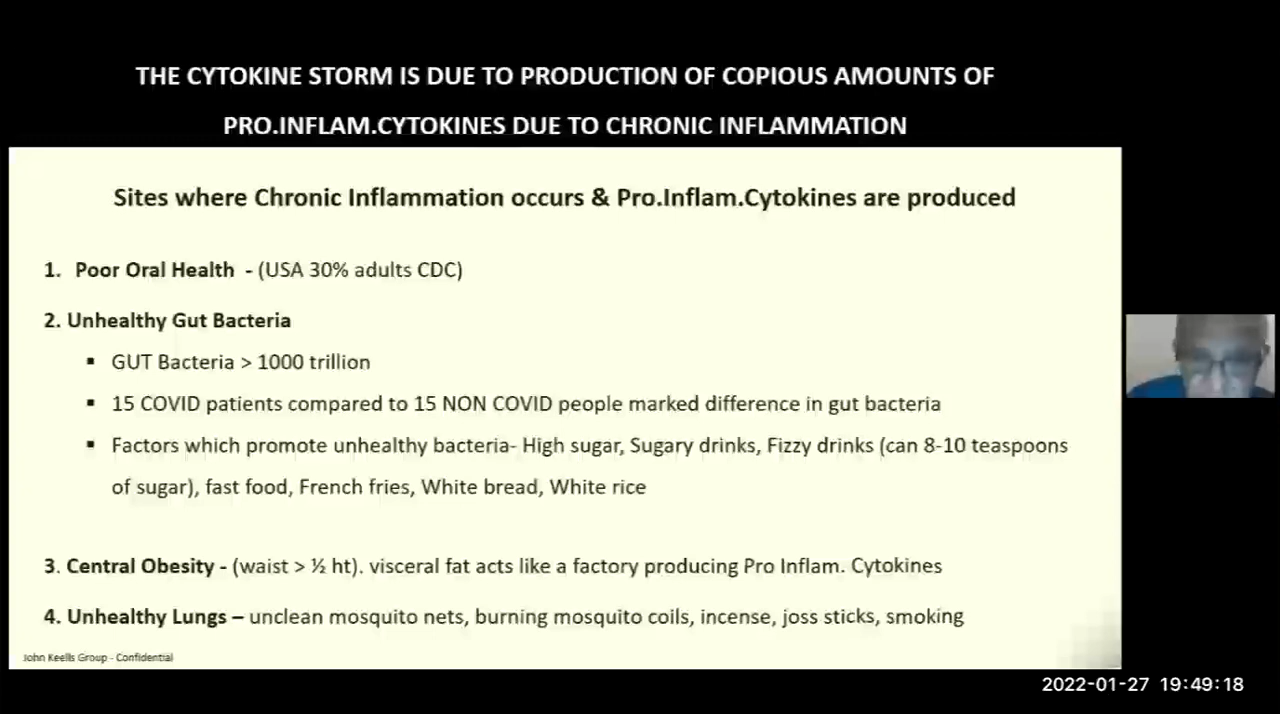 THE CYTOKINE STORM IS DUE TO PRODUCTION OF COPIOUS AMOUNTS OF
PRO.INFLAM.CYTOKINES DUE TO CHRONIC INFLAMMATION
Sites where Chronic Inflammation occurs & Pro.Inflam.Cytokines are produced
1. Poor Oral Health - (USA 30% adults CDC)
2. Unhealthy Gut Bacteria
▪ GUT Bacteria > 1000 trillion
▪ 15 COVID patients compared to 15 NON COVID people marked difference in gut bacteria
▪ Factors which promote unhealthy bacteria- High sugar, Sugary drinks, Fizzy drinks (can 8-10 teaspoons
of sugar), fast food, French fries, White bread, White rice
3. Central Obesity - (waist > ½ ht). visceral fat acts like a factory producing Pro Inflam. Cytokines
4. Unhealthy Lungs – unclean mosquito nets, burning mosquito coils, incense, joss sticks, smoking
John Keells Group - Confidential
2022-01-27 19:49:18